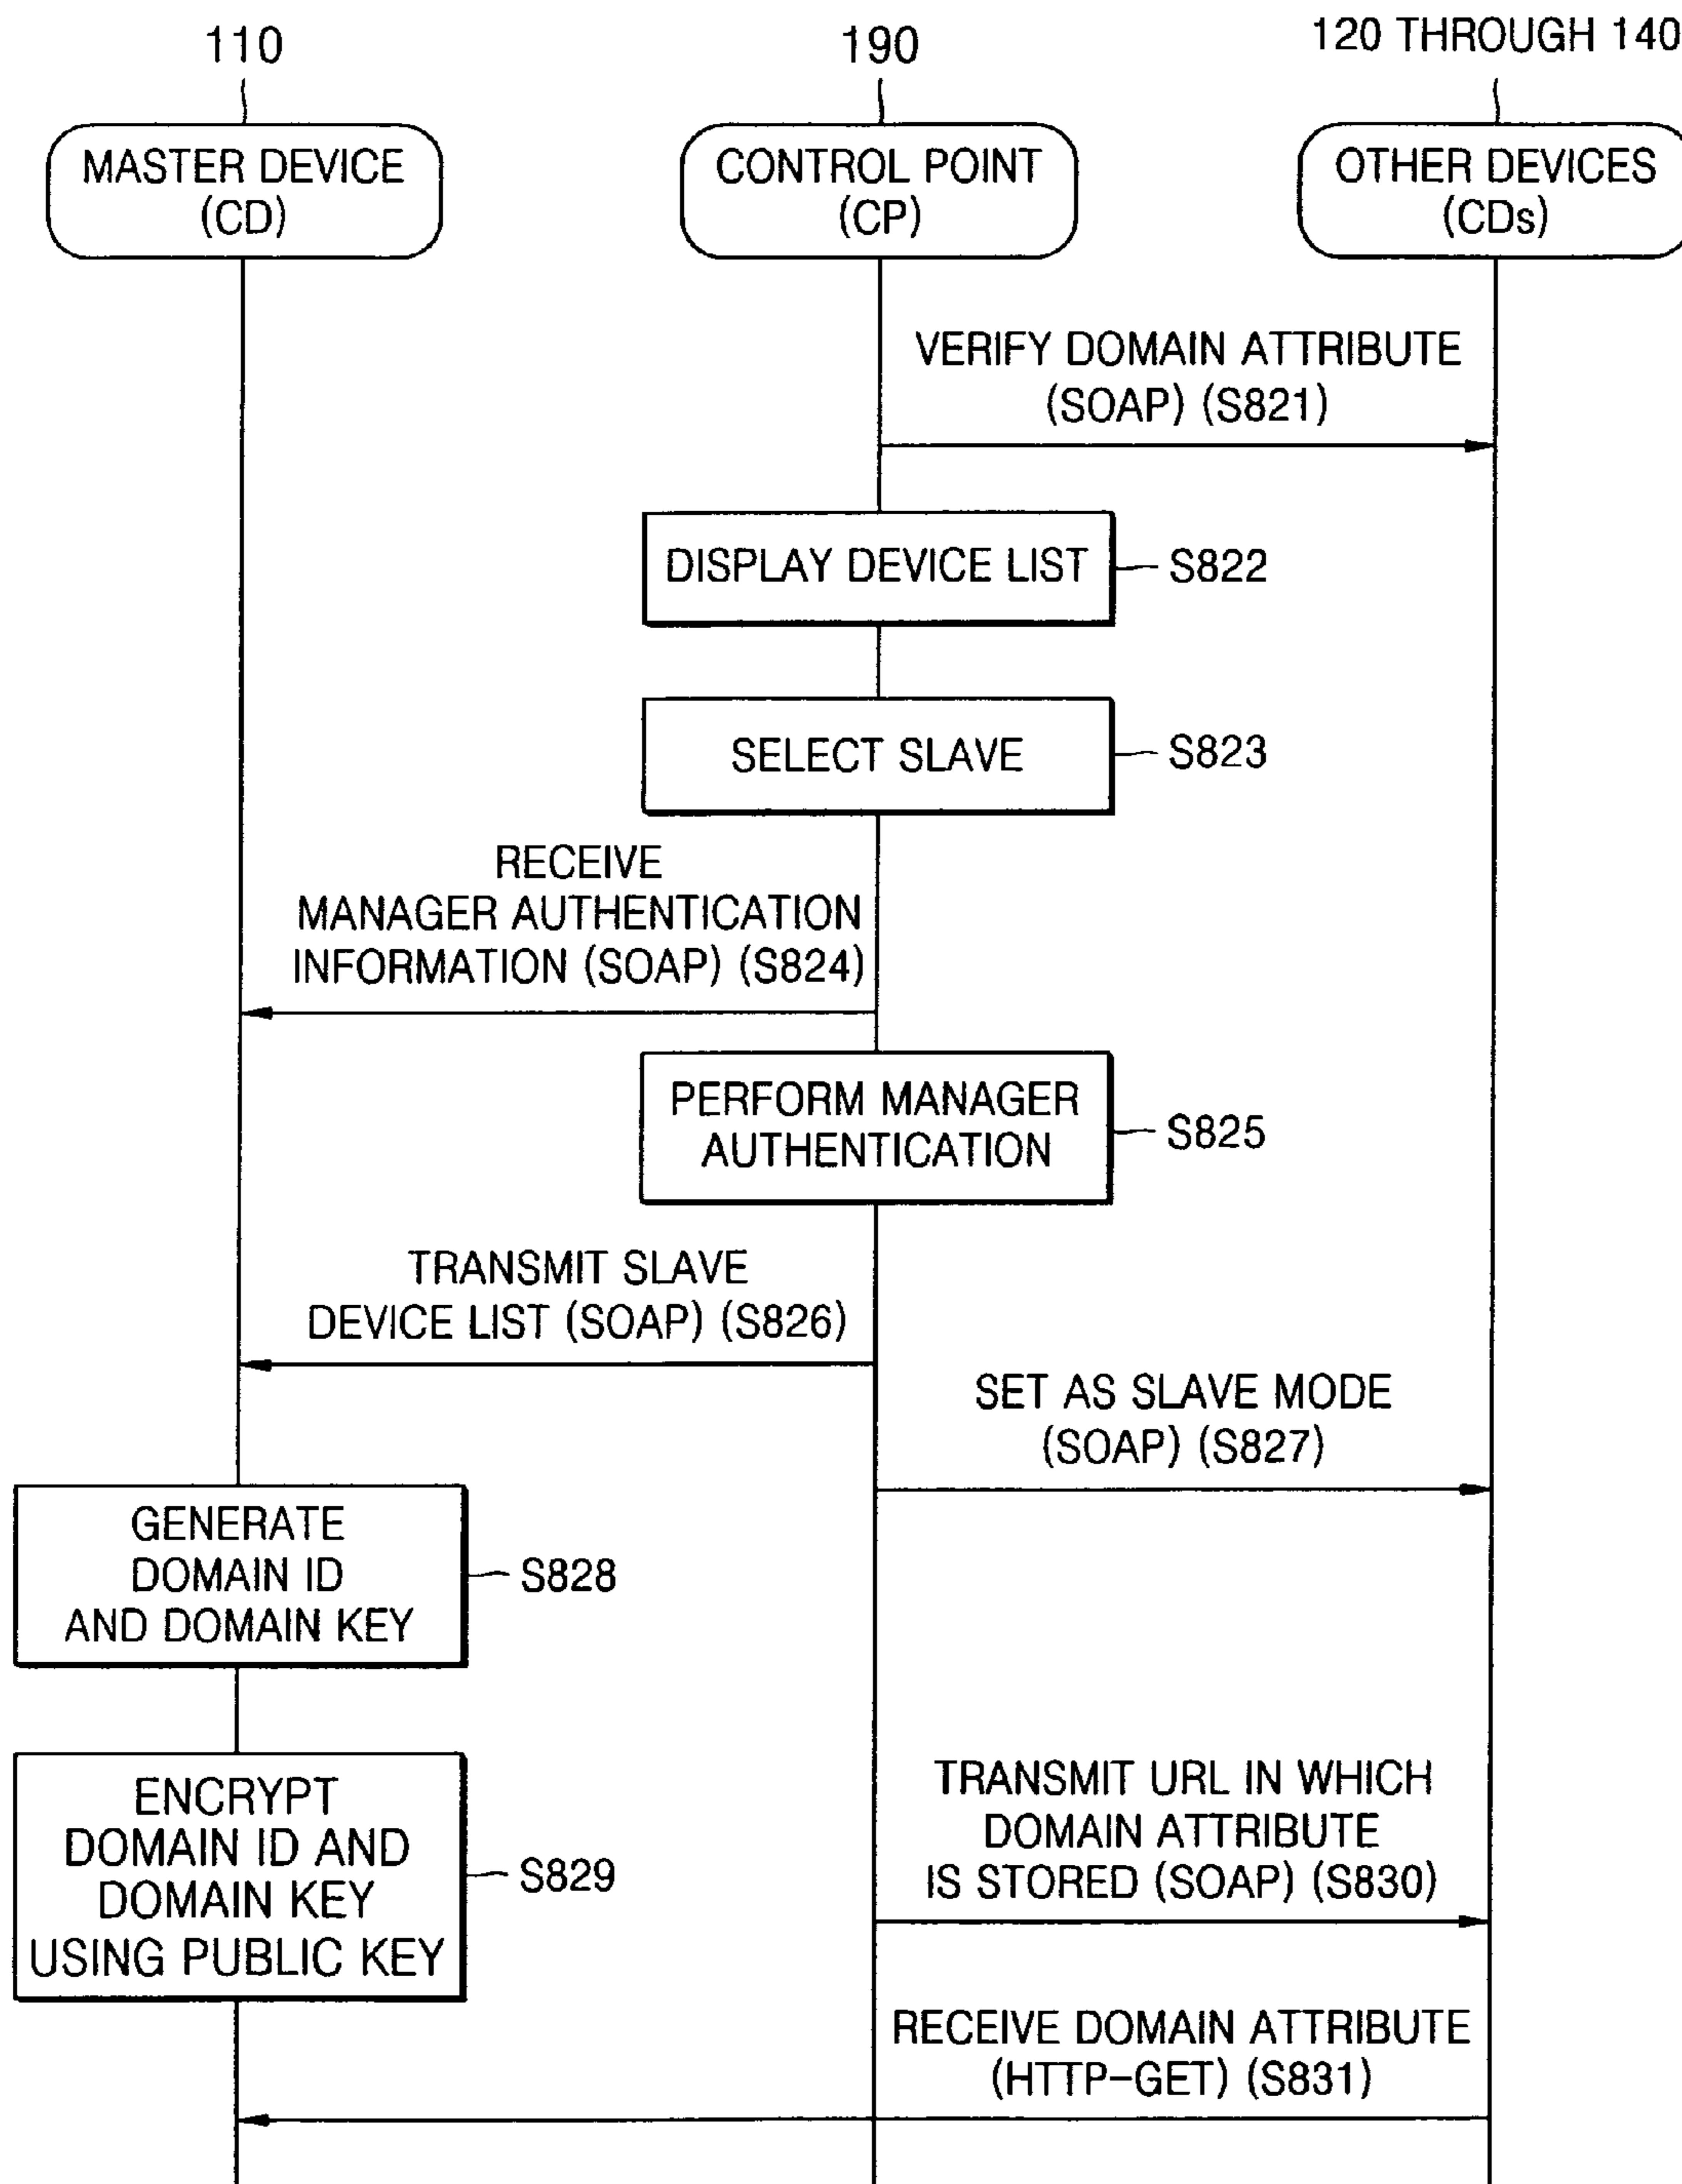 110
190
120 THROUGH 140
MASTER DEVICE
(CD)
CONTROL POINT
(CP)
OTHER DEVICES
(CDs)
VERIFY DOMAIN ATTRIBUTE
(SOAP) (S821)
DISPLAY DEVICE LIST
S822
SELECT SLAVE
S823
RECEIVE
MANAGER AUTHENTICATION
INFORMATION (SOAP) (S824)
PERFORM MANAGER
AUTHENTICATION
S825
TRANSMIT SLAVE
DEVICE LIST (SOAP) (S826)
SET AS SLAVE MODE
(SOAP) (S827)
GENERATE
DOMAIN ID
AND DOMAIN KEY
S828
ENCRYPT
DOMAIN ID AND
DOMAIN KEY
USING PUBLIC KEY
S829
TRANSMIT URL IN WHICH
DOMAIN ATTRIBUTE
IS STORED (SOAP) (S830)
RECEIVE DOMAIN ATTRIBUTE
(HTTP-GET) (S831)